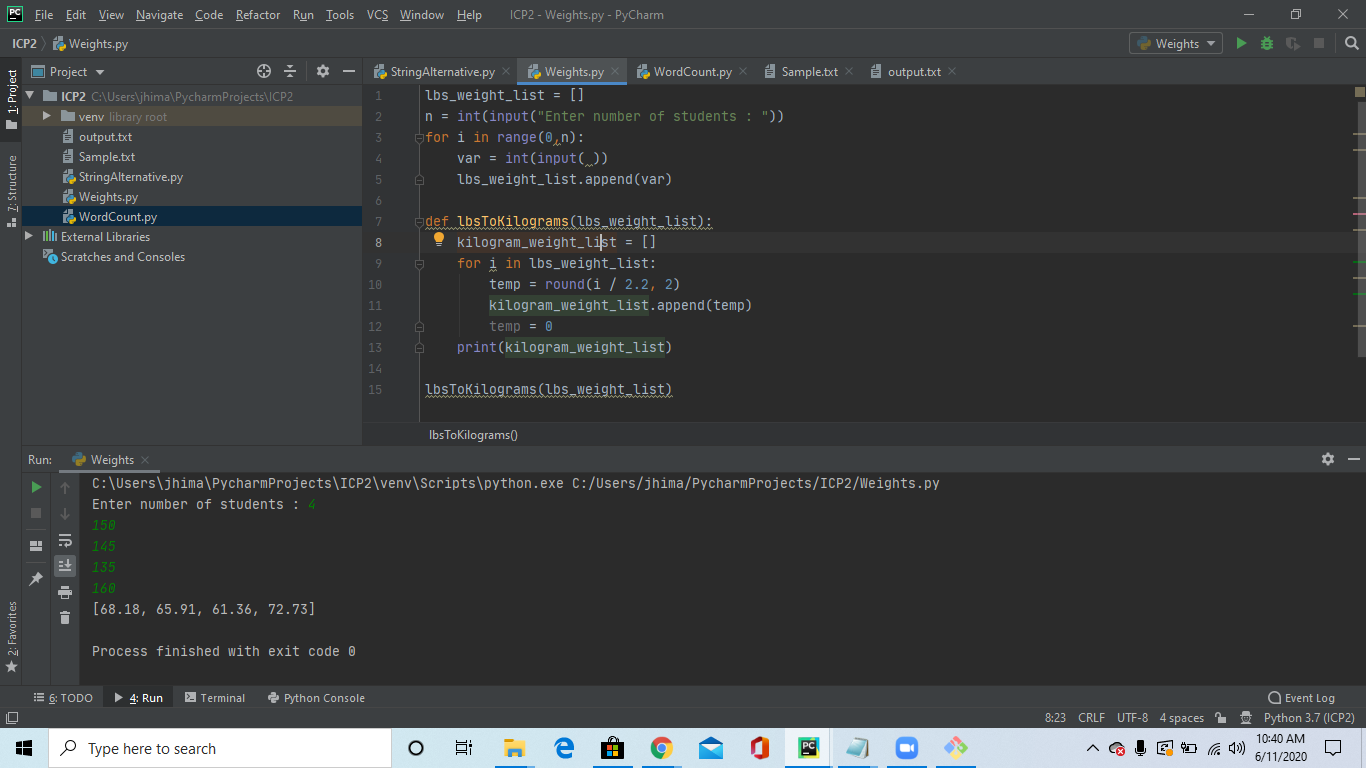 PC File Edit View Navigate Code Refactor Run Tools VCS Window Help ICP2 - Weights.py - PyCharm
ICP2 Weights.py Weights
1: Project
7: Structure
2: Favorites
Project
ICP2 C:\Users\jhima\PycharmProjects\ICP2
venv library root
output.txt
Sample.txt
StringAlternative.py
Weights.py
WordCount.py
External Libraries
Scratches and Consoles
StringAlternative.py Weights.py WordCount.py Sample.txt output.txt
1 lbs_weight_list = []
2 n = int(input("Enter number of students : "))
3 for i in range(0,n):
4 var = int(input( ))
5 lbs_weight_list.append(var)
6
7 def lbsToKilograms(lbs_weight_list):
8 kilogram_weight_list = []
9 for i in lbs_weight_list:
10 temp = round(i / 2.2, 2)
11 kilogram_weight_list.append(temp)
12 temp = 0
13 print(kilogram_weight_list)
14
15 lbsToKilograms(lbs_weight_list)
lbsToKilograms()
Run: Weights
C:\Users\jhima\PycharmProjects\ICP2\venv\Scripts\python.exe C:/Users/jhima/PycharmProjects/ICP2/Weights.py
Enter number of students : 4
150
145
135
160
[68.18, 65.91, 61.36, 72.73]
Process finished with exit code 0
6: TODO 4: Run Terminal Python Console Event Log
8:23 CRLF UTF-8 4 spaces Python 3.7 (ICP2)
Type here to search
PC
10:40 AM
6/11/2020